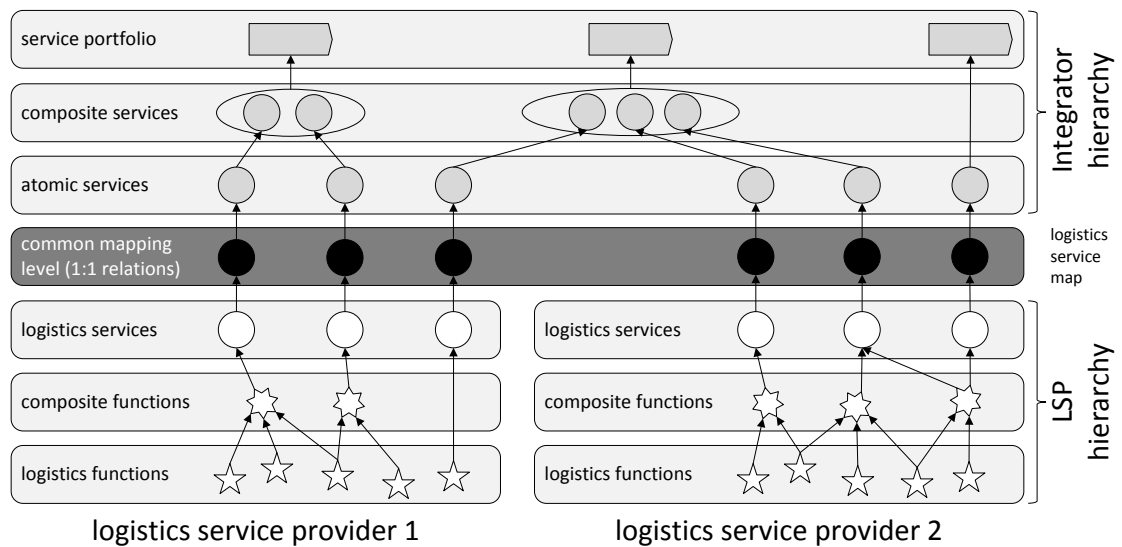 service portfolio
composite services
atomic services
Integrator
hierarchy
common mapping
level (1:1 relations)
logistics
service
map
logistics services
logistics services
composite functions
composite functions
logistics functions
logistics functions
LSP
hierarchy
logistics service provider 1
logistics service provider 2